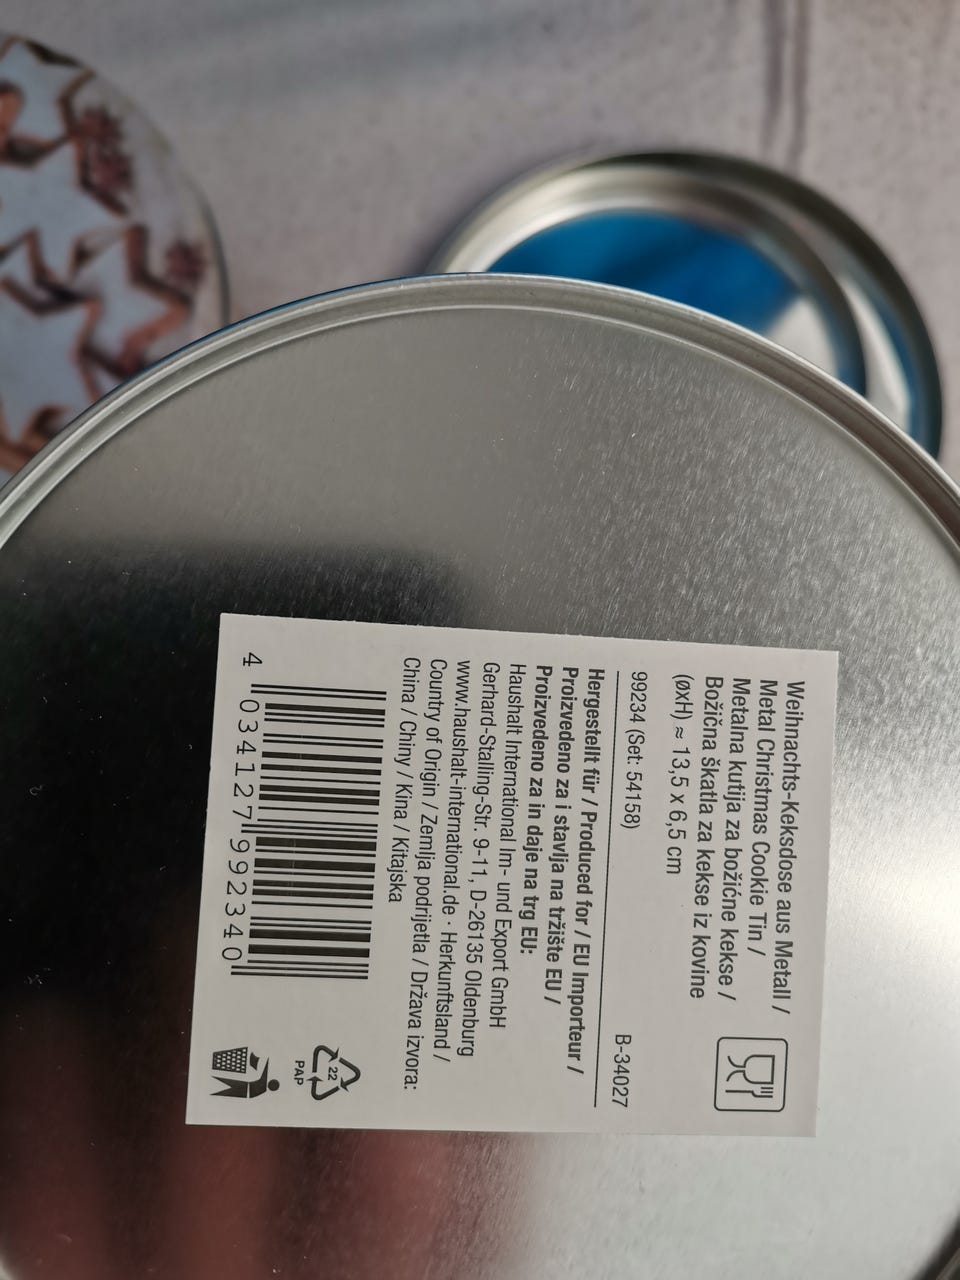 Weihnachts-Keksdose aus Metall /
Metal Christmas Cookie Tin /
Metalna kutija za božićne kekse /
Božična škatla za kekse iz kovine
(øxH) ≈ 13,5 x 6,5 cm
99234 (Set: 54158) B-34027
Hergestellt für / Produced for / EU Importeur /
Proizvedeno za i stavlja na tržište EU /
Proizvedeno za in daje na trg EU:
Haushalt International Im- und Export GmbH
Gerhard-Stalling-Str. 9-11, D-26135 Oldenburg
www.haushalt-international.de · Herkunftsland /
Country of Origin / Zemlja podrijetla / Država izvora:
China / Chiny / Kina / Kitajska
4 034127 992340
22
PAP